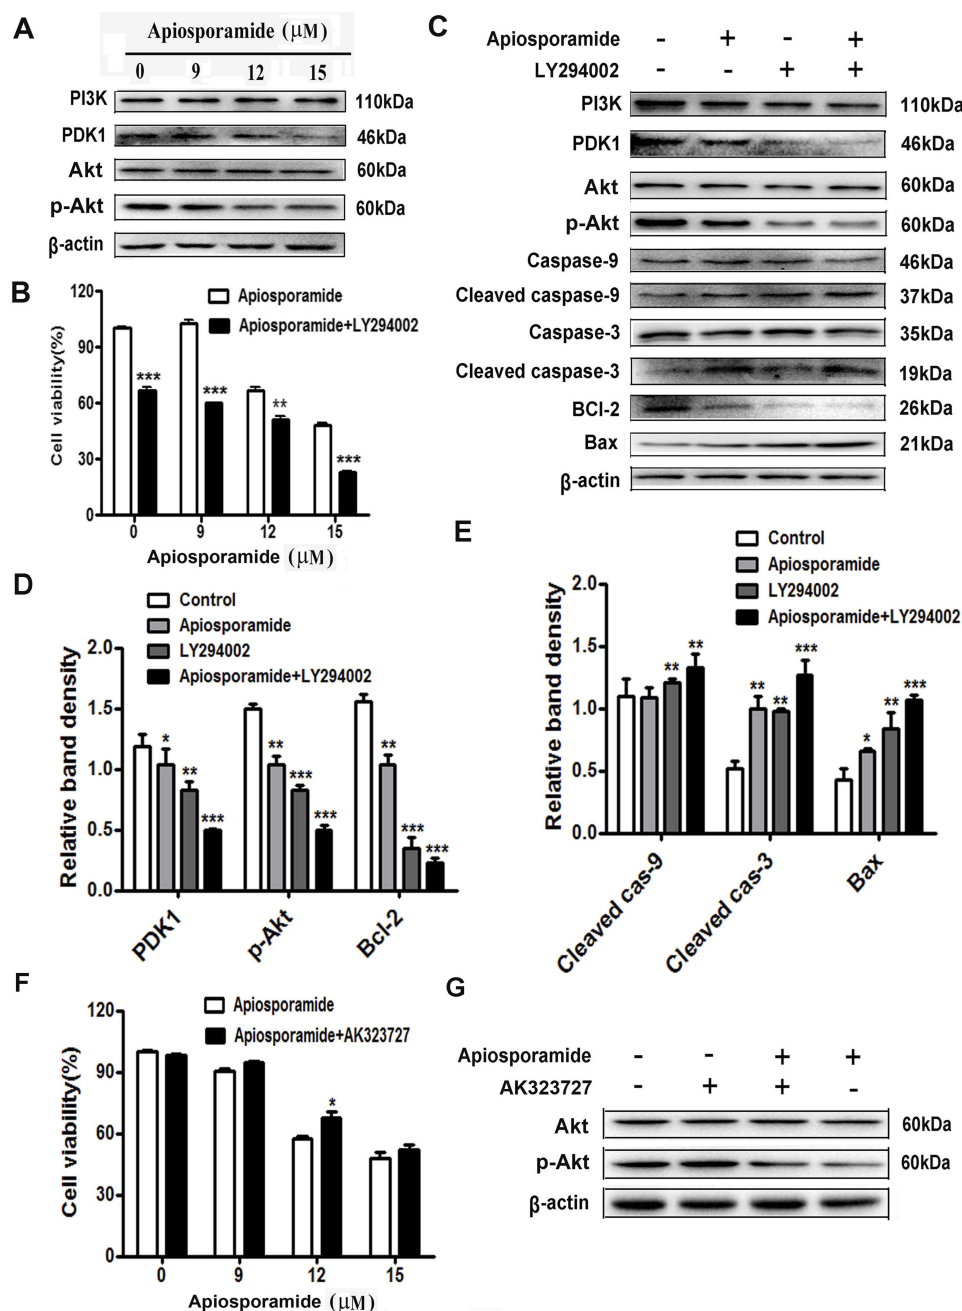 A
Apiosporamide (μM)
0 9 12 15
PI3K 110kDa
PDK1 46kDa
Akt 60kDa
p-Akt 60kDa
β-actin
B
120
90
60
30
0
Cell viability(%)
Apiosporamide
Apiosporamide+LY294002
*** *** ** ***
0 9 12 15
Apiosporamide (μM)
C
Apiosporamide - + - +
LY294002 - - + +
PI3K 110kDa
PDK1 46kDa
Akt 60kDa
p-Akt 60kDa
Caspase-9 46kDa
Cleaved caspase-9 37kDa
Caspase-3 35kDa
Cleaved caspase-3 19kDa
BCl-2 26kDa
Bax 21kDa
β-actin
D
Control
Apiosporamide
LY294002
Apiosporamide+LY294002
2.0
1.5
1.0
0.5
0.0
Relative band density
* ** *** ** *** *** ** *** ***
PDK1 p-Akt Bcl-2
E
Control
Apiosporamide
LY294002
Apiosporamide+LY294002
2.0
1.5
1.0
0.5
0.0
Relative band density
** ** ** ** *** * ** ***
Cleaved cas-9 Cleaved cas-3 Bax
F
Apiosporamide
Apiosporamide+AK323727
120
90
60
30
0
Cell viability(%)
*
0 9 12 15
Apiosporamide (μM)
G
Apiosporamide - - + +
AK323727 - + + -
Akt 60kDa
p-Akt 60kDa
β-actin